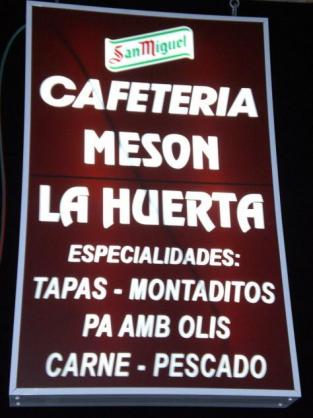 San Miguel
CAFETERIA
MESON
LA HUERTA
ESPECIALIDADES:
TAPAS - MONTADITOS
PA AMB OLIS
CARNE - PESCADO